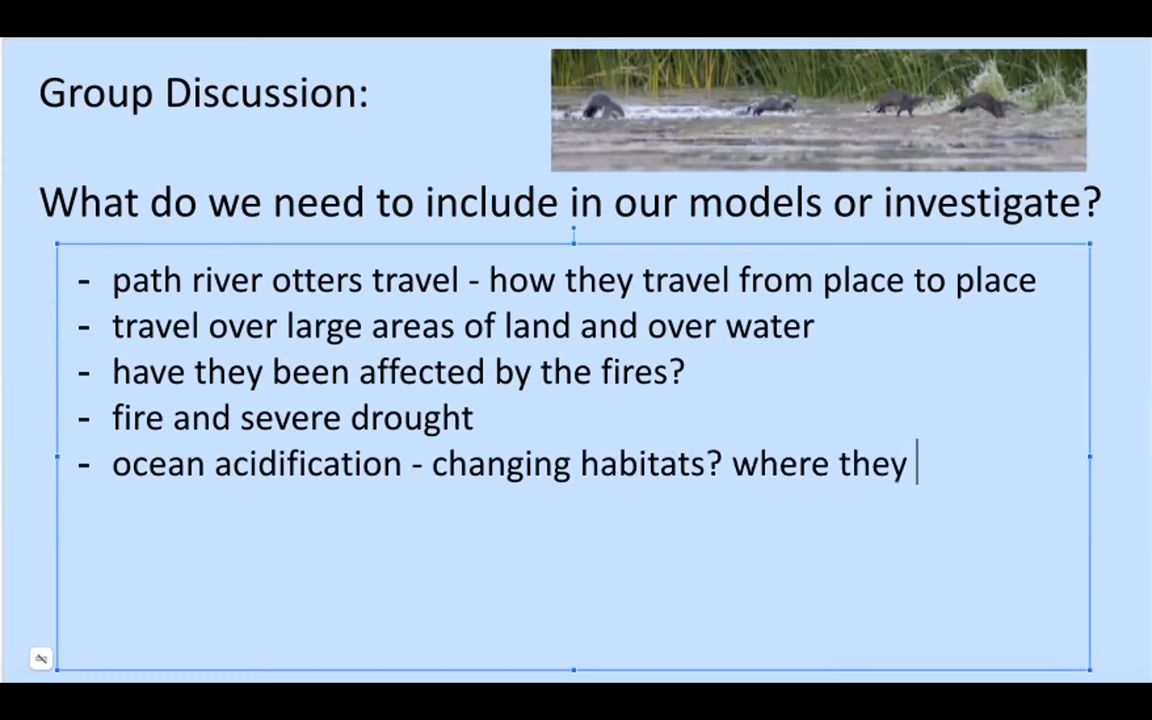 Group Discussion:
What do we need to include in our models or investigate?
- path river otters travel - how they travel from place to place
- travel over large areas of land and over water
- have they been affected by the fires?
- fire and severe drought
- ocean acidification - changing habitats? where they